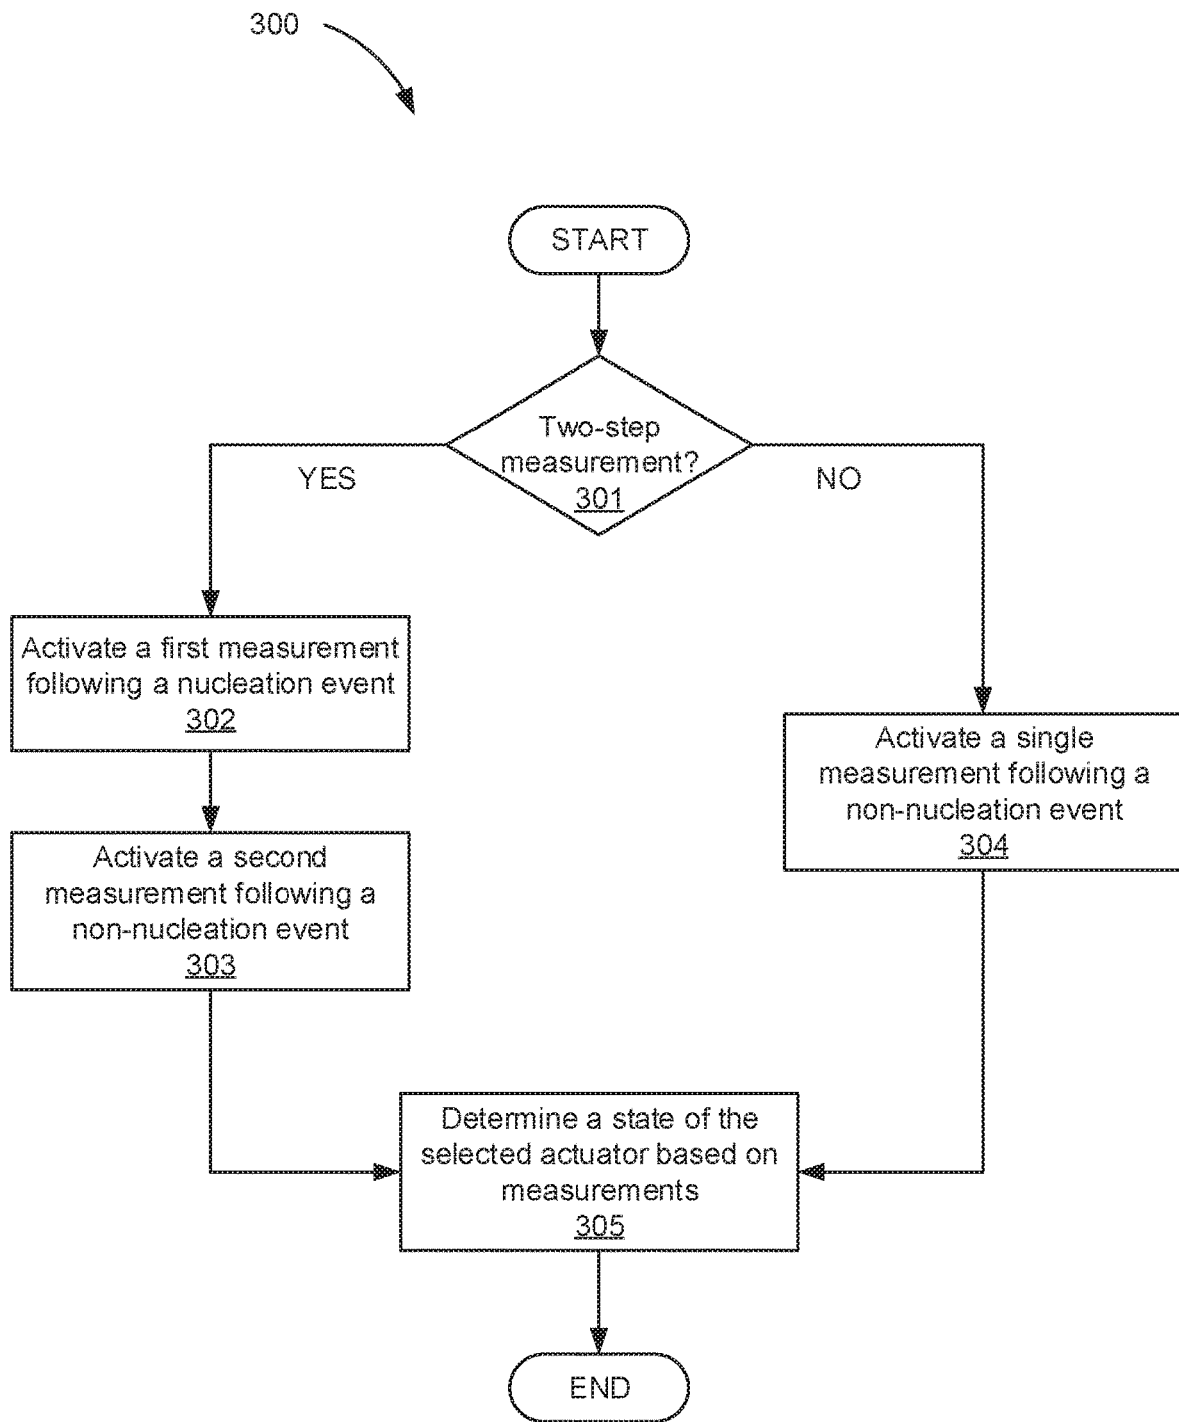 300
START
Two-step
measurement?
301
YES
NO
Activate a first measurement
following a nucleation event
302
Activate a single
measurement following a
non-nucleation event
304
Activate a second
measurement following a
non-nucleation event
303
Determine a state of the
selected actuator based on
measurements
305
END